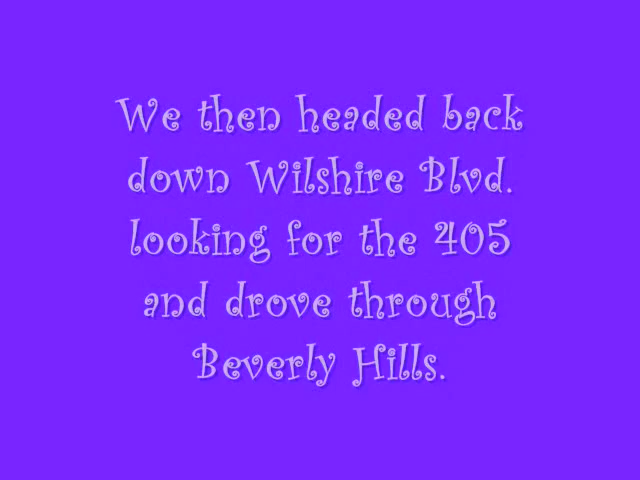 We then headed back
down Wilshire Blvd.
looking for the 405
and drove through
Beverly Hills.